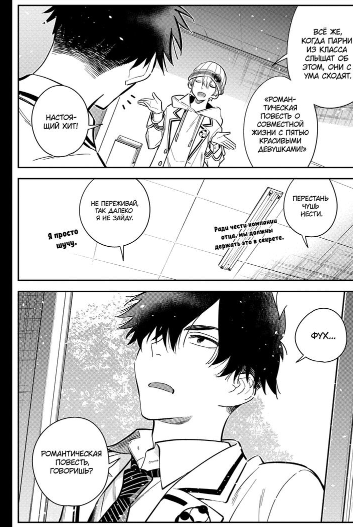 ВСЁ ЖЕ,
КОГДА ПАРНИ
ИЗ КЛАССА
СЛЫШАТ ОБ
ЭТОМ, ОНИ С
УМА СХОДЯТ.
«РОМАН-
ТИЧЕСКАЯ
ПОВЕСТЬ О
СОВМЕСТНОЙ
ЖИЗНИ С ПЯТЬЮ
КРАСИВЫМИ
ДЕВУШКАМИ!»
НАСТОЯ-
ЩИЙ ХИТ!
ПЕРЕСТАНЬ
ЧУШЬ
НЕСТИ.
Ради чести компании
отца, мы должны
держать это в секрете.
НЕ ПЕРЕЖИВАЙ,
ТАК ДАЛЕКО
Я НЕ ЗАЙДУ.
Я просто
шучу.
ФУХ...
РОМАНТИЧЕСКАЯ
ПОВЕСТЬ,
ГОВОРИШЬ?